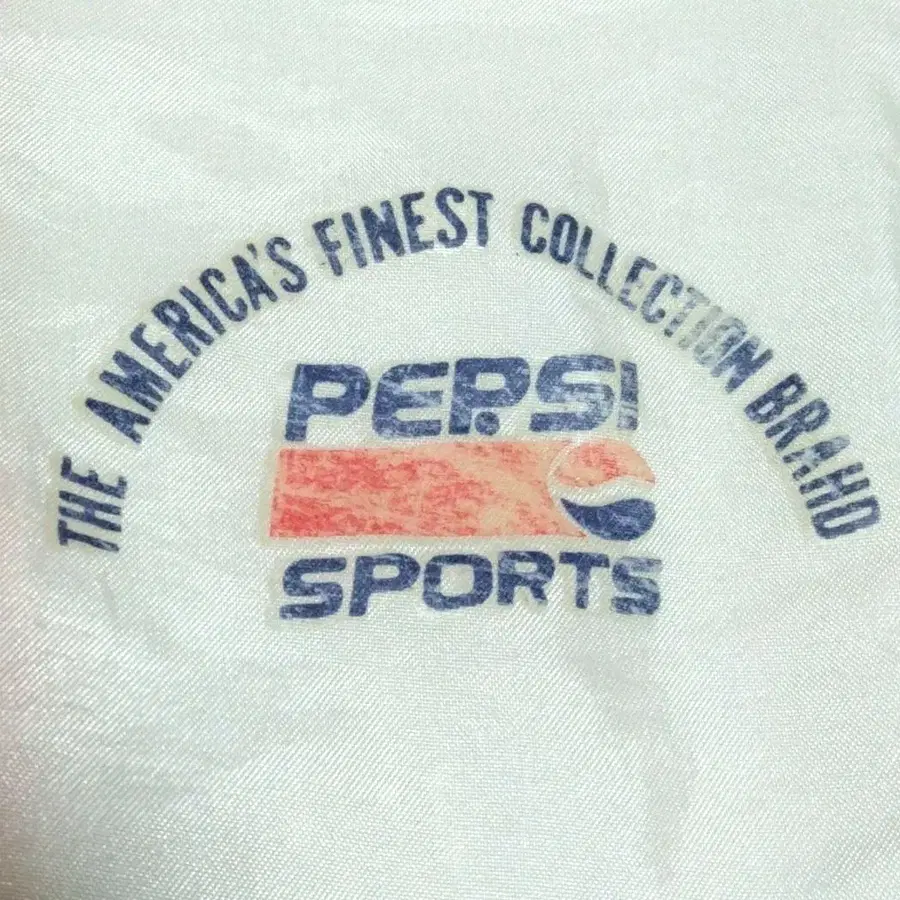 THE AMERICA'S FINEST COLLECTION BRAHD
PEPSI
SPORTS